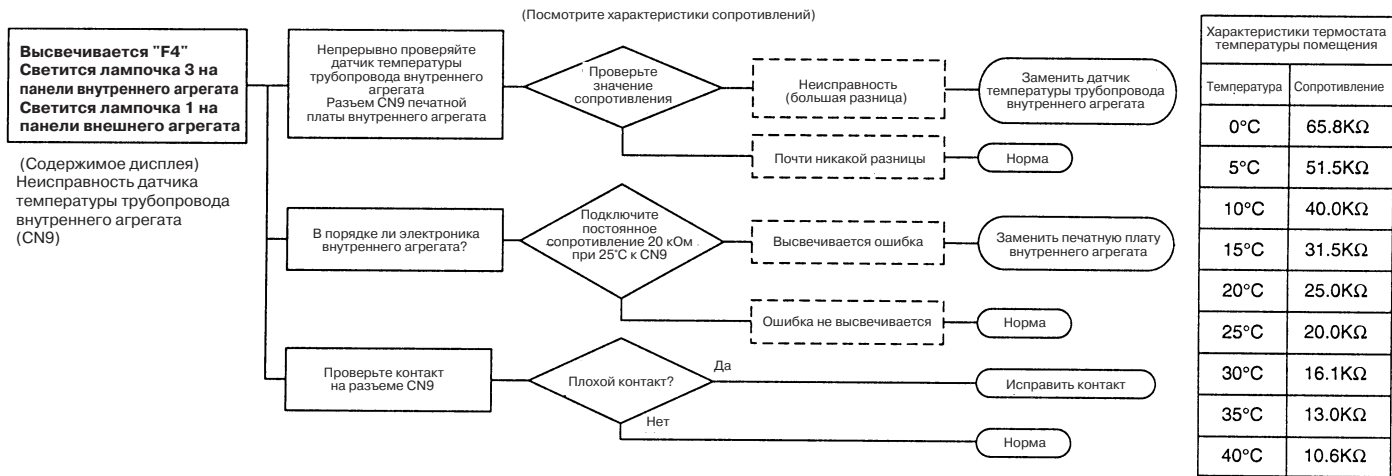 (Посмотрите характеристики сопротивлений)
Высвечивается "F4"
Светится лампочка 3 на
панели внутреннего агрегата
Светится лампочка 1 на
панели внешнего агрегата
(Содержимое дисплея)
Неисправность датчика
температуры трубопровода
внутреннего агрегата
(CN9)
Непрерывно проверяйте
датчик температуры
трубопровода внутреннего
агрегата
Разъем CN9 печатной
платы внутреннего агрегата
Проверьте
значение
сопротивления
Неисправность
(большая разница)
Заменить датчик
температуры трубопровода
внутреннего агрегата
Почти никакой разницы
Норма
В порядке ли электроника
внутреннего агрегата?
Подключите
постоянное
сопротивление 20 кОм
при 25°C к CN9
Высвечивается ошибка
Заменить печатную плату
внутреннего агрегата
Ошибка не высвечивается
Норма
Проверьте контакт
на разъеме CN9
Плохой контакт?
Да
Исправить контакт
Нет
Норма
Характеристики термостата
температуры помещения
Температура Сопротивление
0°C 65.8KΩ
5°C 51.5KΩ
10°C 40.0KΩ
15°C 31.5KΩ
20°C 25.0KΩ
25°C 20.0KΩ
30°C 16.1KΩ
35°C 13.0KΩ
40°C 10.6KΩ